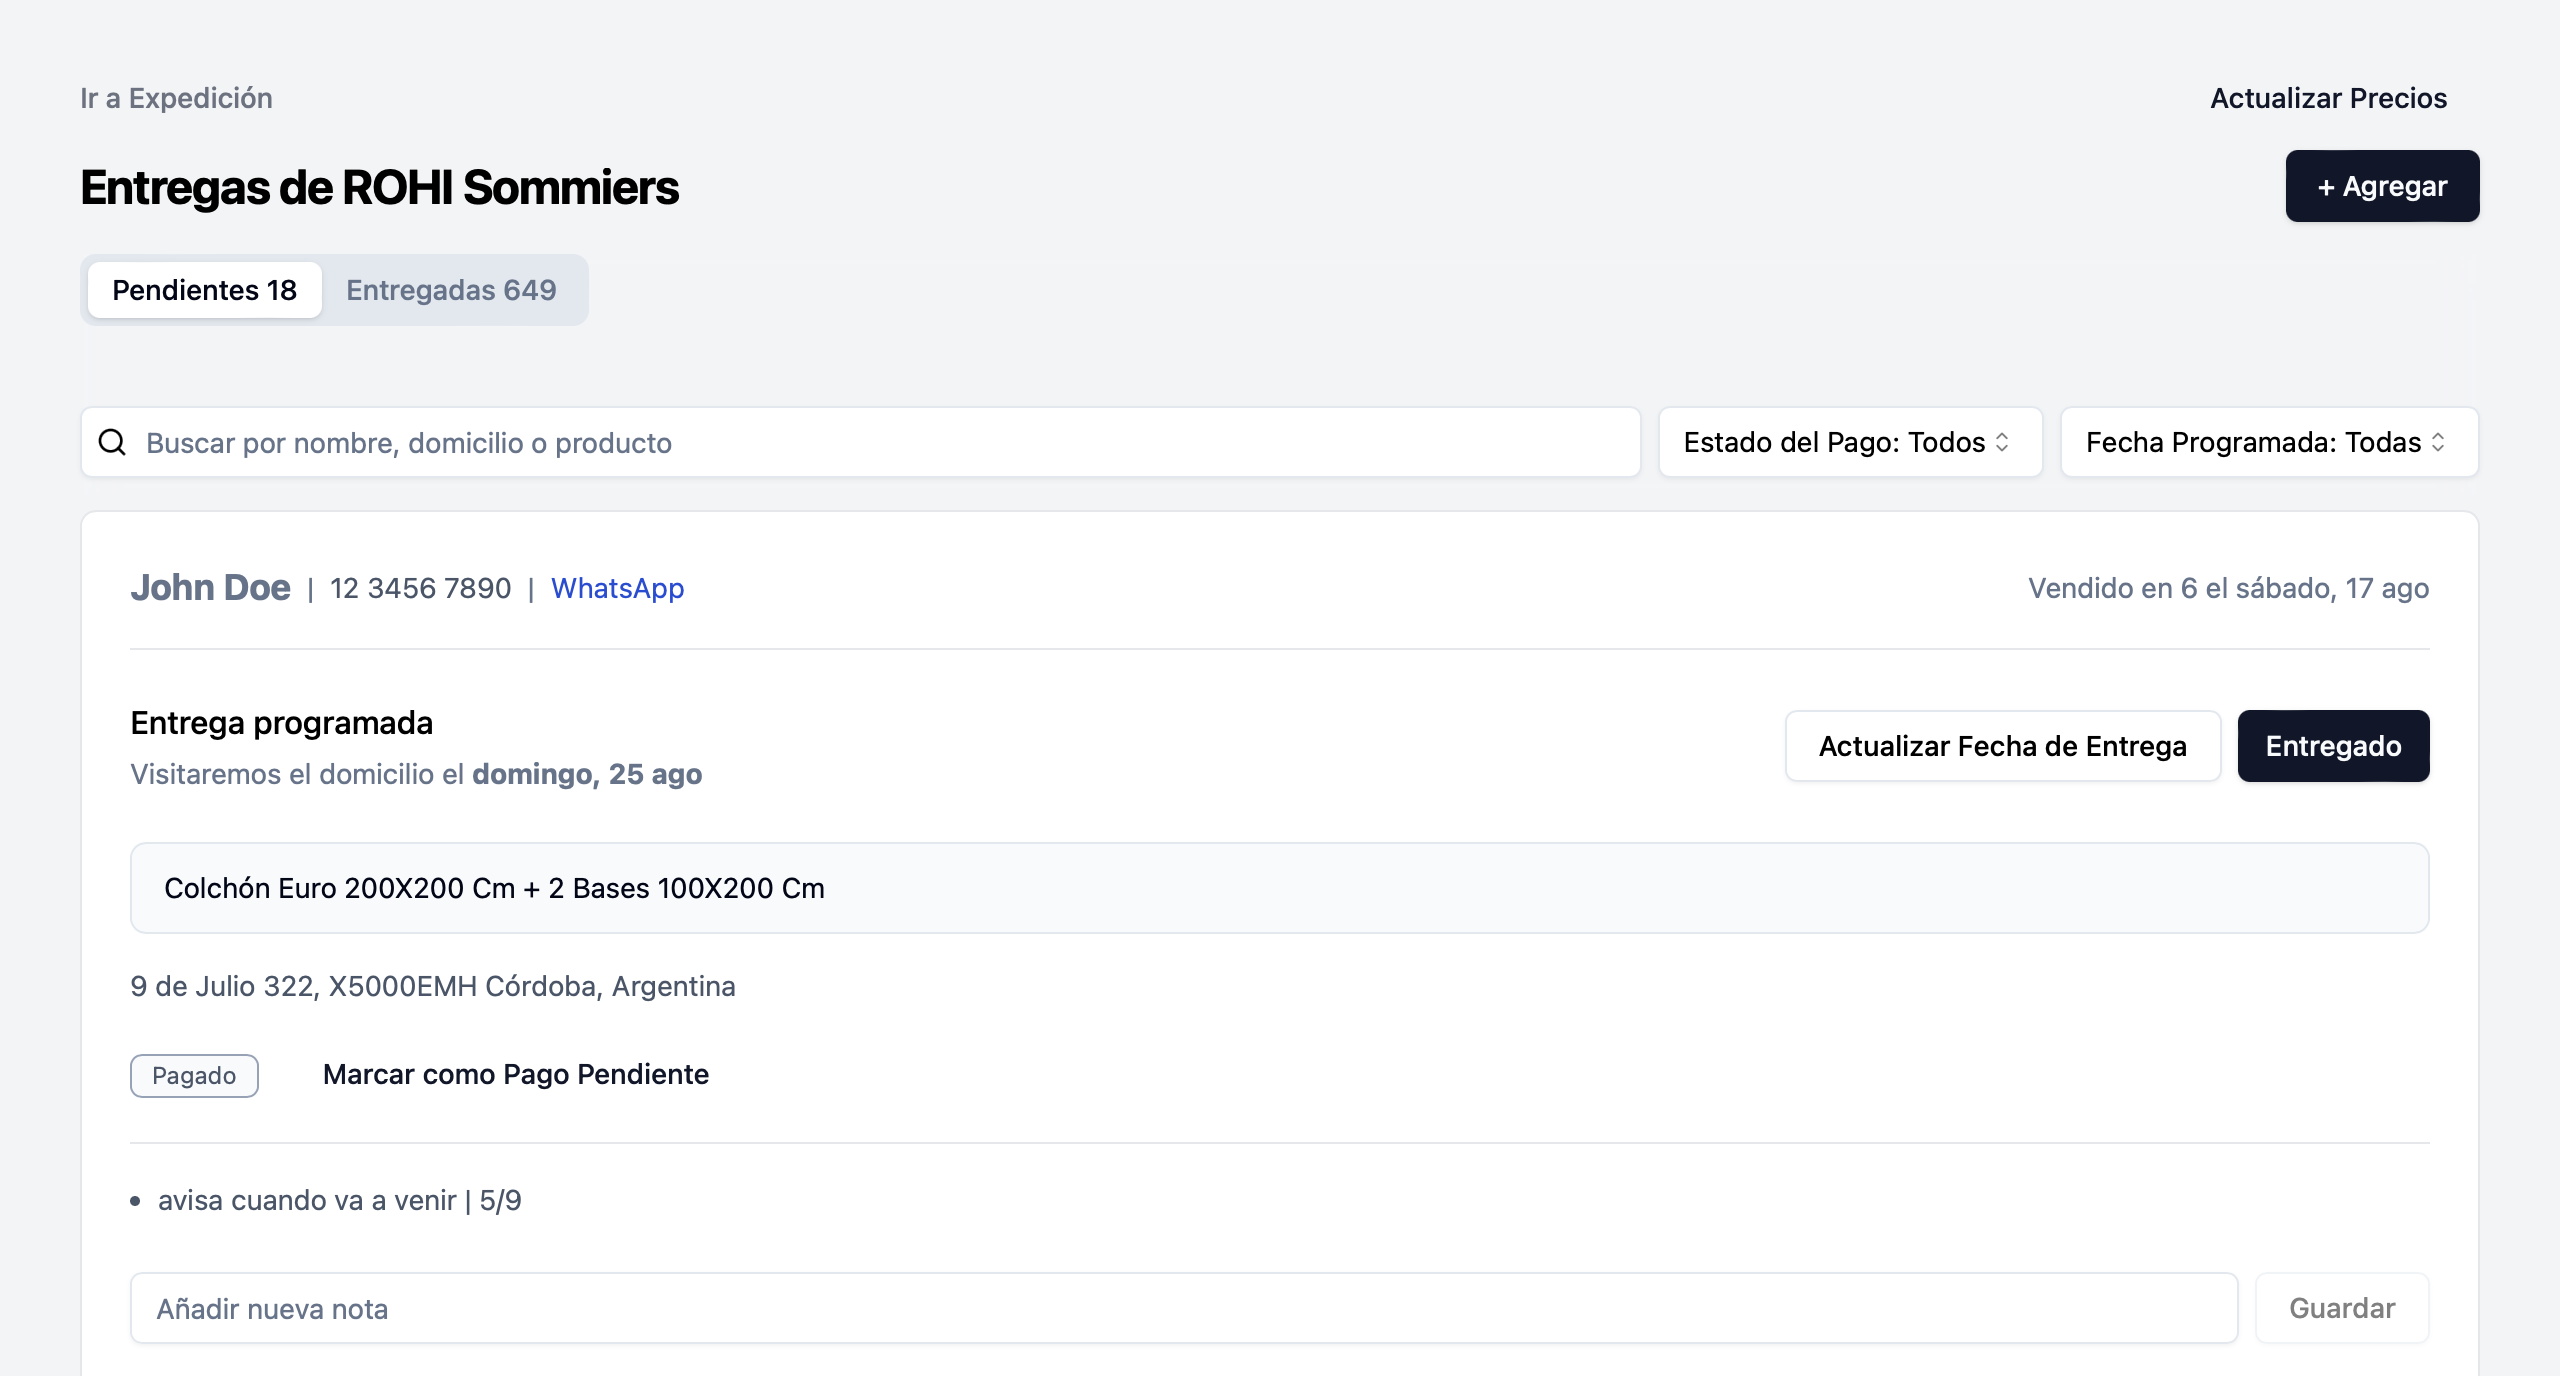 Ir a Expedición
Actualizar Precios
Entregas de ROHI Sommiers
+ Agregar
Pendientes 18
Entregadas 649
Buscar por nombre, domicilio o producto
Estado del Pago: Todos
Fecha Programada: Todas
John Doe | 12 3456 7890 | WhatsApp
Vendido en 6 el sábado, 17 ago
Entrega programada
Visitaremos el domicilio el domingo, 25 ago
Actualizar Fecha de Entrega
Entregado
Colchón Euro 200X200 Cm + 2 Bases 100X200 Cm
9 de Julio 322, X5000EMH Córdoba, Argentina
Pagado
Marcar como Pago Pendiente
• avisa cuando va a venir | 5/9
Añadir nueva nota
Guardar